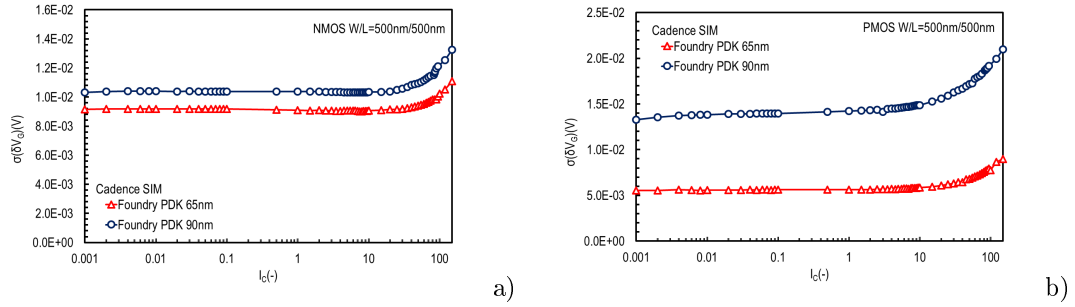 1.6E-02
1.4E-02
1.2E-02
1.0E-02
8.0E-03
6.0E-03
4.0E-03
2.0E-03
0.0E+00
σ(δV_G)(V)
NMOS W/L=500nm/500nm
Cadence SIM
Foundry PDK 65nm
Foundry PDK 90nm
0.001 0.01 0.1 1 10 100
I_C(-)
a)
2.5E-02
2.0E-02
1.5E-02
1.0E-02
5.0E-03
0.0E+00
σ(δV_G)(V)
Cadence SIM
PMOS W/L=500nm/500nm
Foundry PDK 65nm
Foundry PDK 90nm
0.001 0.01 0.1 1 10 100
I_C(-)
b)